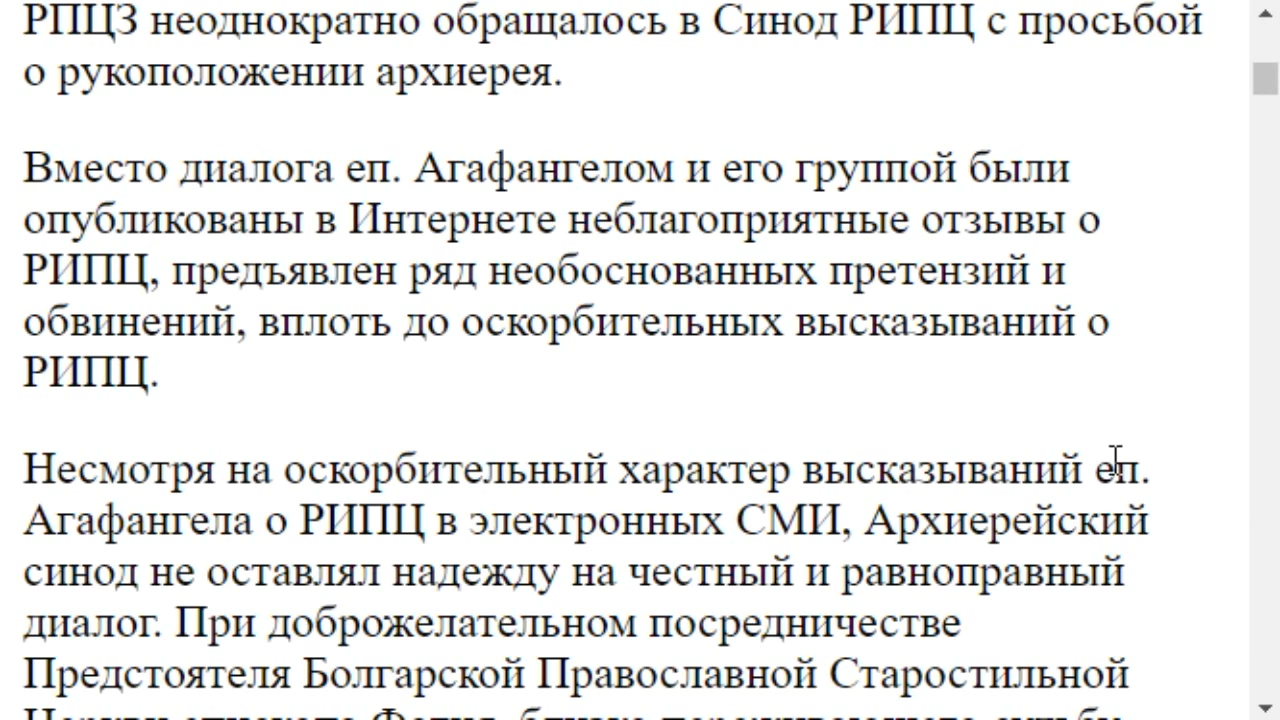 РПЦЗ неоднократно обращалось в Синод РИПЦ с просьбой
о рукоположении архиерея.
Вместо диалога еп. Агафангелом и его группой были
опубликованы в Интернете неблагоприятные отзывы о
РИПЦ, предъявлен ряд необоснованных претензий и
обвинений, вплоть до оскорбительных высказываний о
РИПЦ.
Несмотря на оскорбительный характер высказываний еп.
Агафангела о РИПЦ в электронных СМИ, Архиерейский
синод не оставлял надежду на честный и равноправный
диалог. При доброжелательном посредничестве
Предстоятеля Болгарской Православной Старостильной